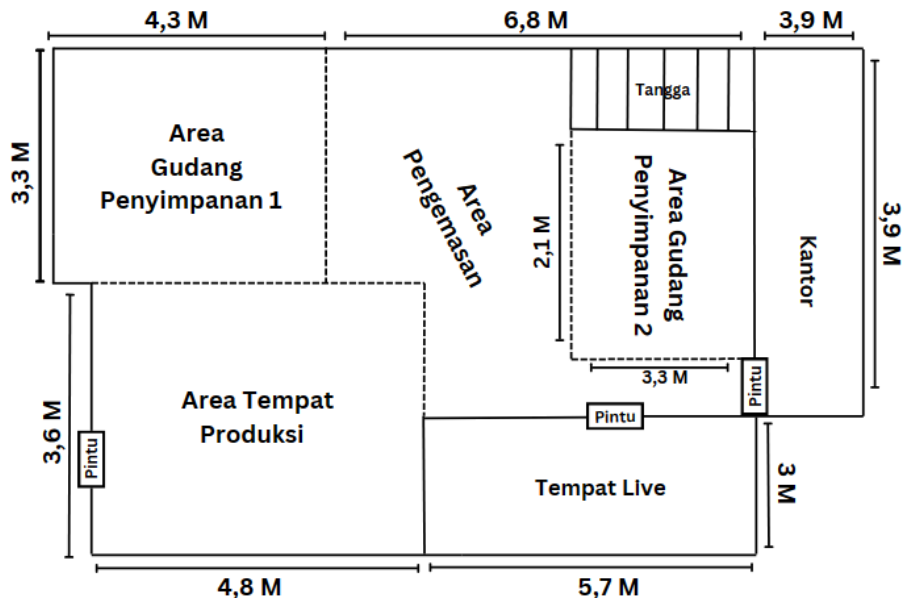 4,3 M
6,8 M
3,9 M
3,3 M
Area
Gudang
Penyimpanan 1
Area
Pengemasan
Tangga
2,1 M
Area Gudang
Penyimpanan 2
3,3 M
Kantor
3,9 M
3,6 M
Pintu
Area Tempat
Produksi
Pintu
Pintu
Tempat Live
3 M
4,8 M
5,7 M